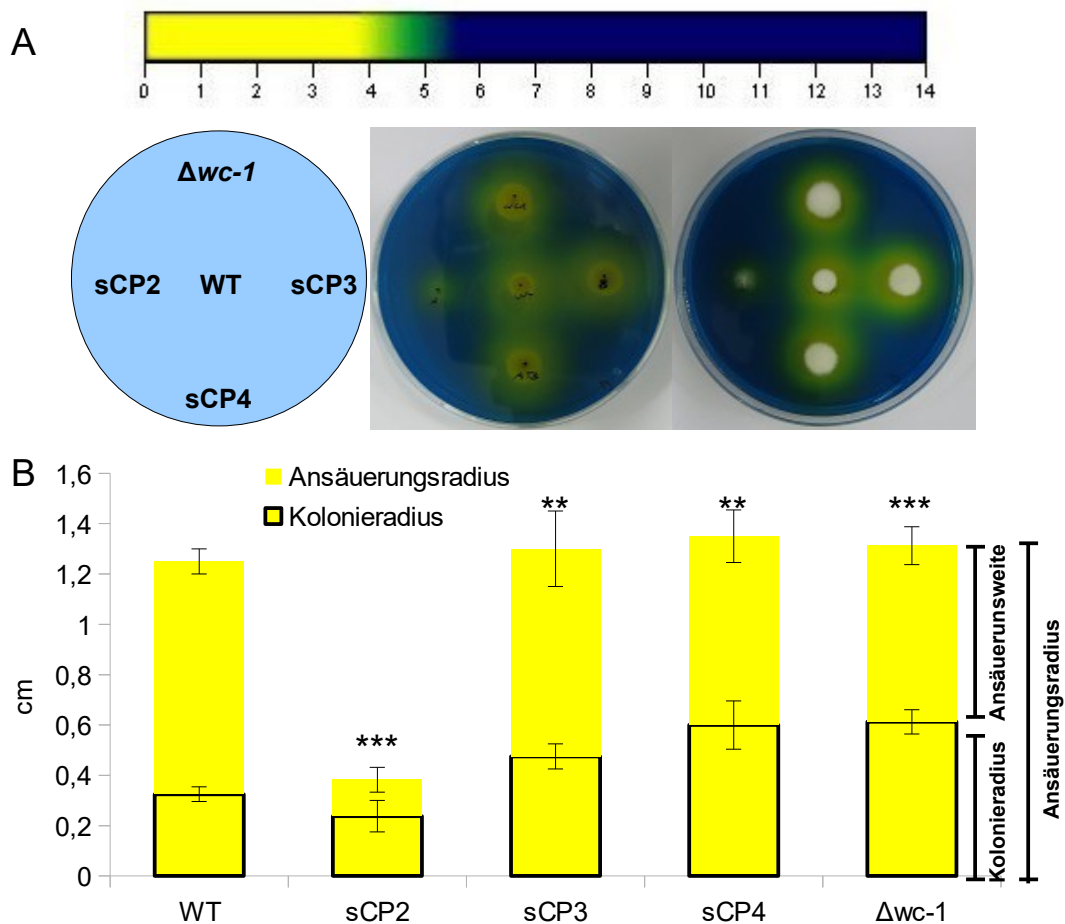 A
0 1 2 3 4 5 6 7 8 9 10 11 12 13 14
Δwc-1
sCP2 WT sCP3
sCP4
B
Ansäuerungsradius
Kolonieradius
cm
1,6
1,4
1,2
1
0,8
0,6
0,4
0,2
0
***
**
**
***
WT sCP2 sCP3 sCP4 Δwc-1
Kolonieradius
Ansäuerunsweite
Ansäuerungsradius